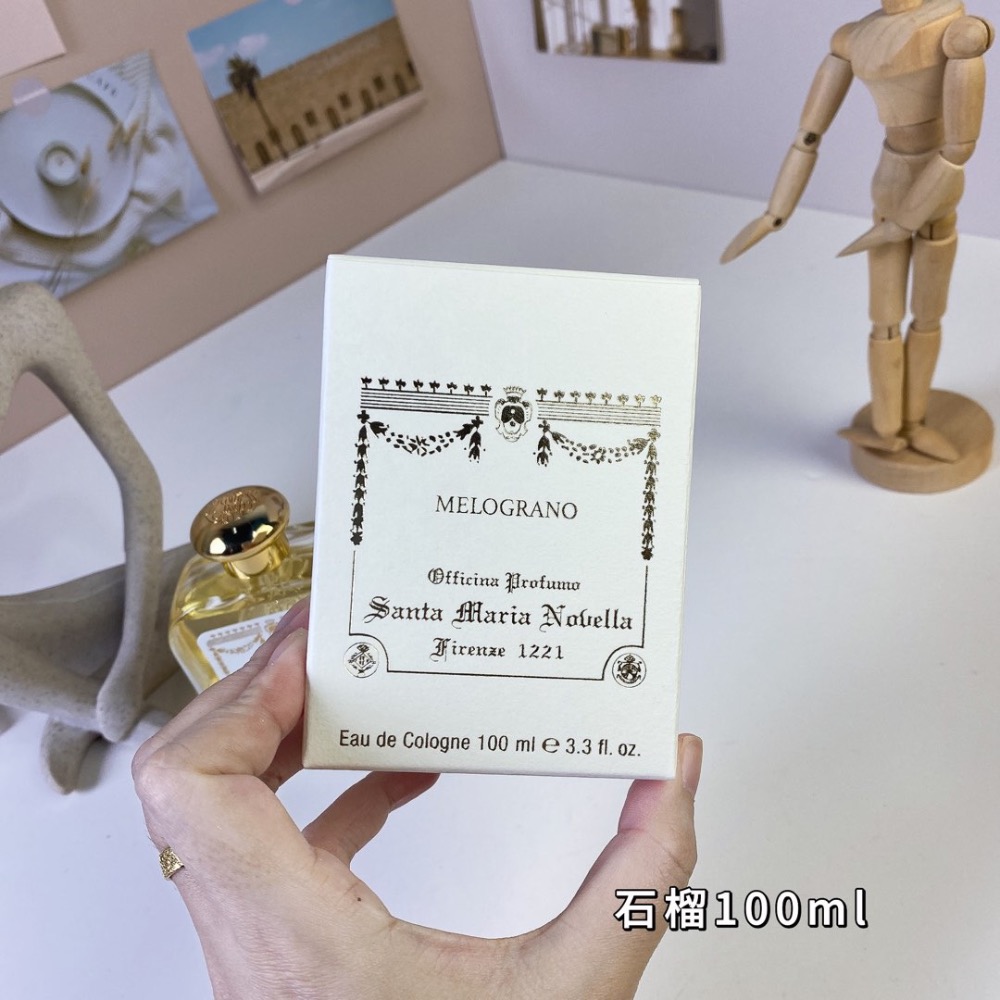 MELOGRANO
Officina Profumo
Santa Maria Novella
Firenze 1221
Eau de Cologne 100 ml ℮ 3.3 fl. oz.
石榴100ml